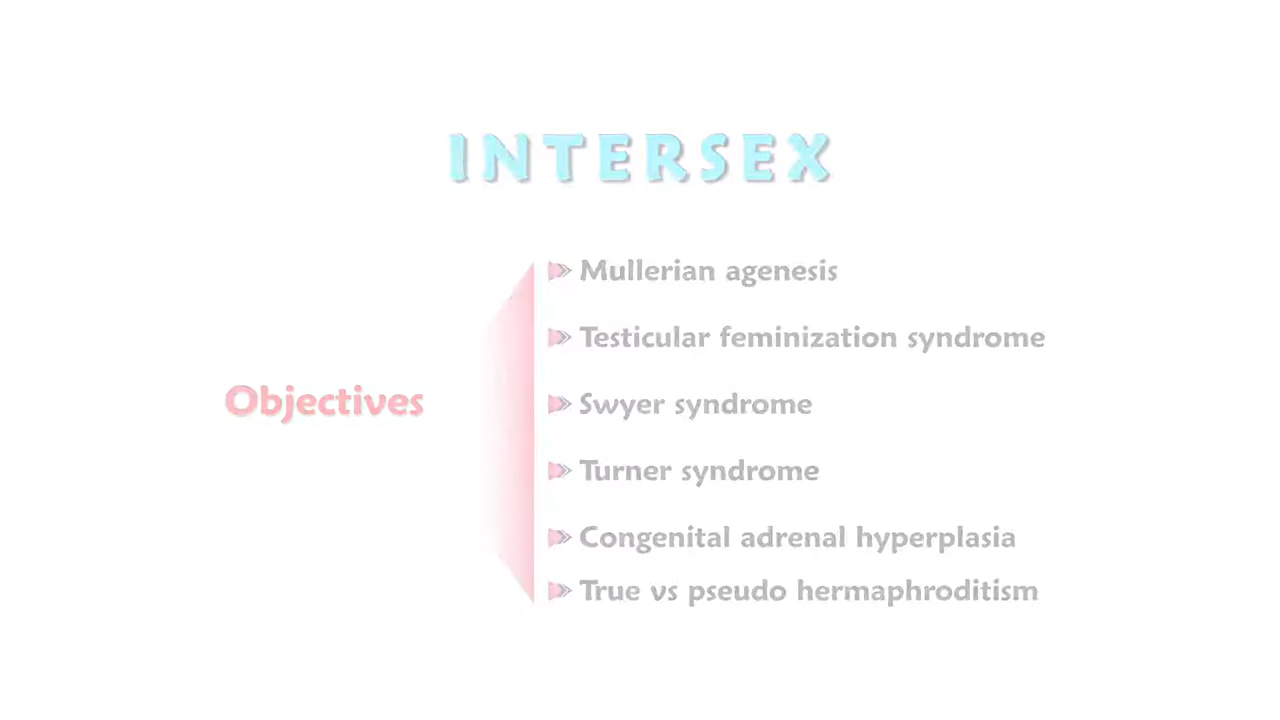 INTERSEX
Objectives
Mullerian agenesis
Testicular feminization syndrome
Swyer syndrome
Turner syndrome
Congenital adrenal hyperplasia
True vs pseudo hermaphroditism